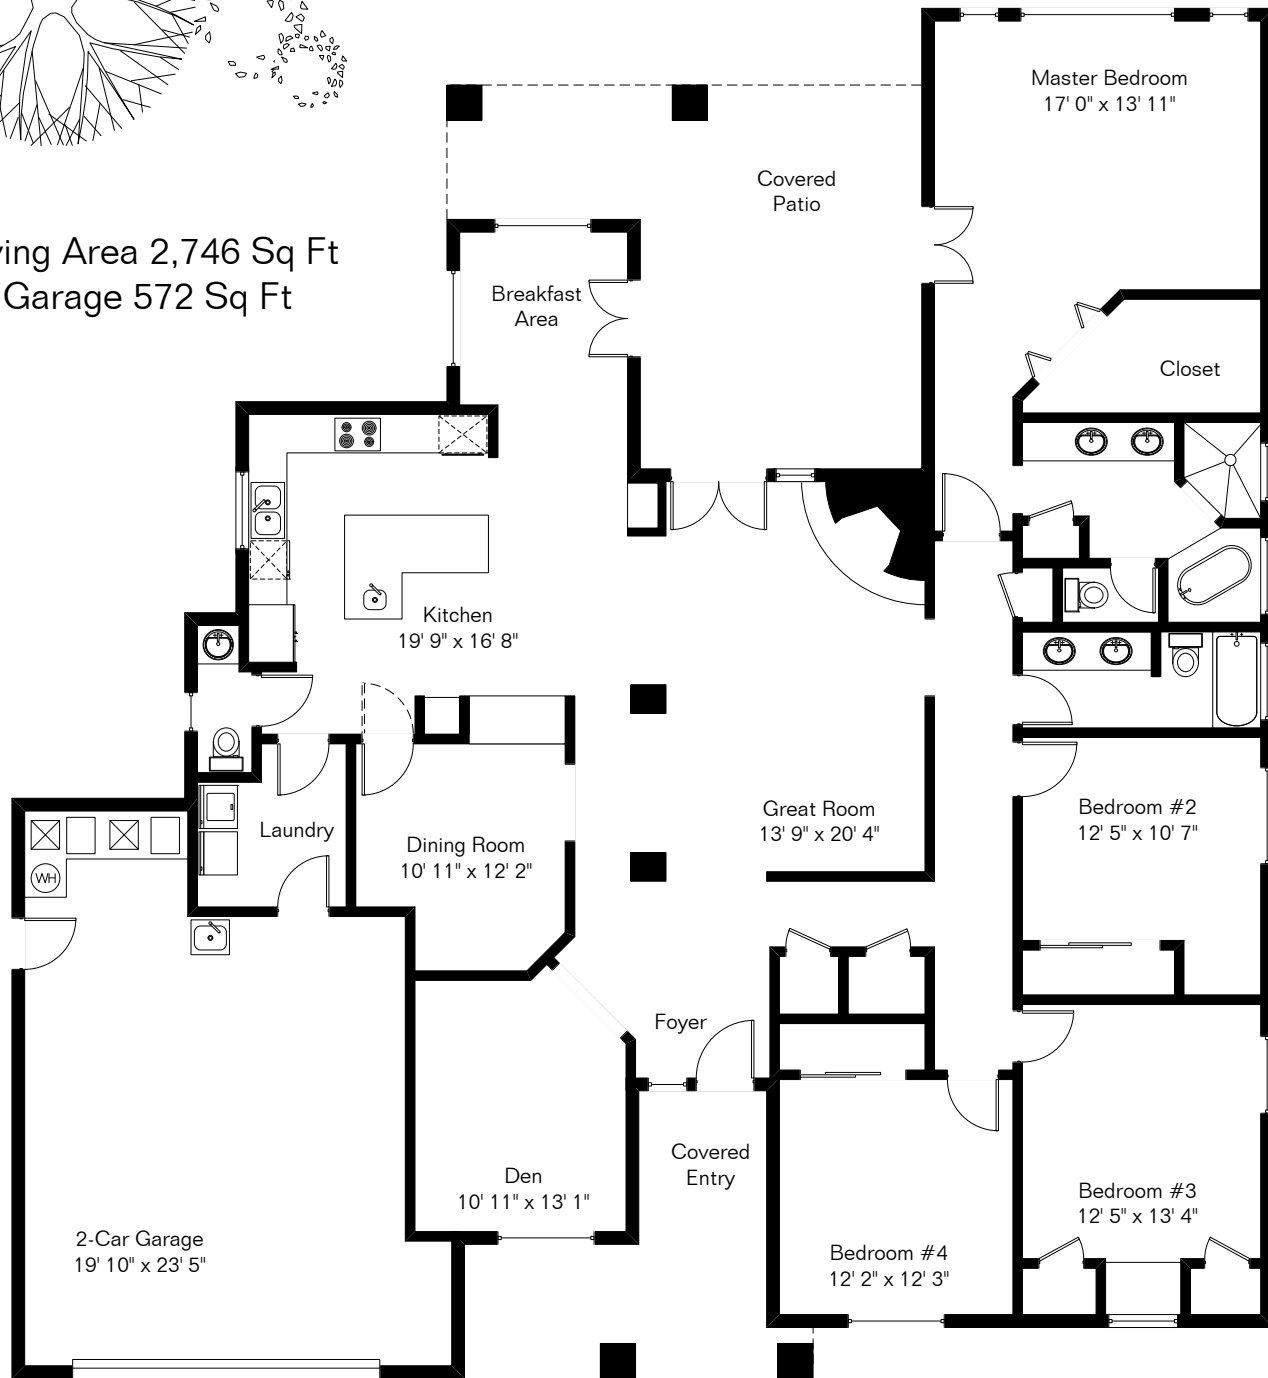 Master Bedroom
17' 0" x 13' 11"
Covered
Patio
ving Area 2,746 Sq Ft
Garage 572 Sq Ft
Breakfast
Area
Closet
Kitchen
19' 9" x 16' 8"
Great Room
13' 9" x 20' 4"
Bedroom #2
12' 5" x 10' 7"
Laundry
Dining Room
10' 11" x 12' 2"
WH
Foyer
Covered
Entry
Den
10' 11" x 13' 1"
Bedroom #3
12' 5" x 13' 4"
2-Car Garage
19' 10" x 23' 5"
Bedroom #4
12' 2" x 12' 3"